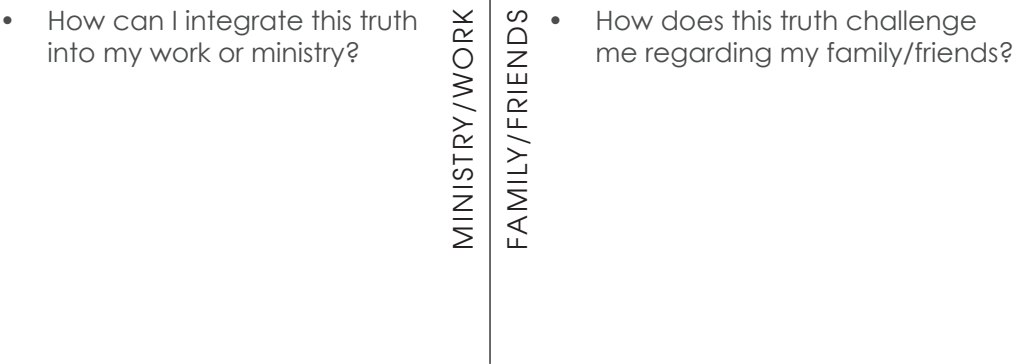 • How can I integrate this truth
into my work or ministry?
MINISTRY/WORK
FAMILY/FRIENDS
• How does this truth challenge
me regarding my family/friends?